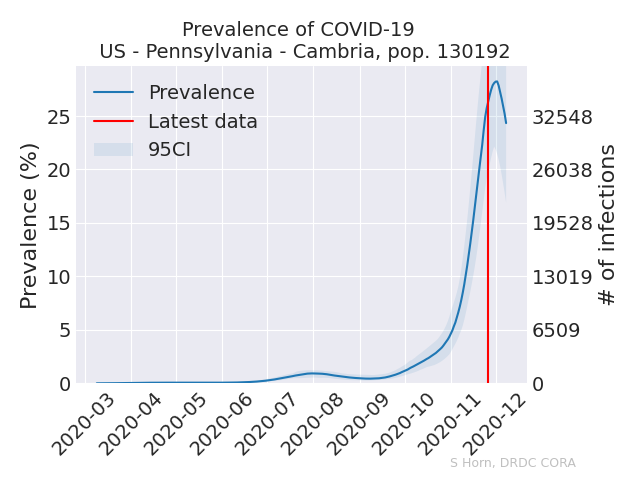 Prevalence of COVID-19
US - Pennsylvania - Cambria, pop. 130192
Prevalence
Latest data
95CI
Prevalence (%)
25
20
15
10
5
0
32548
26038
19528
13019
6509
0
# of infections
2020-03
2020-04
2020-05
2020-06
2020-07
2020-08
2020-09
2020-10
2020-11
2020-12
S Horn, DRDC CORA